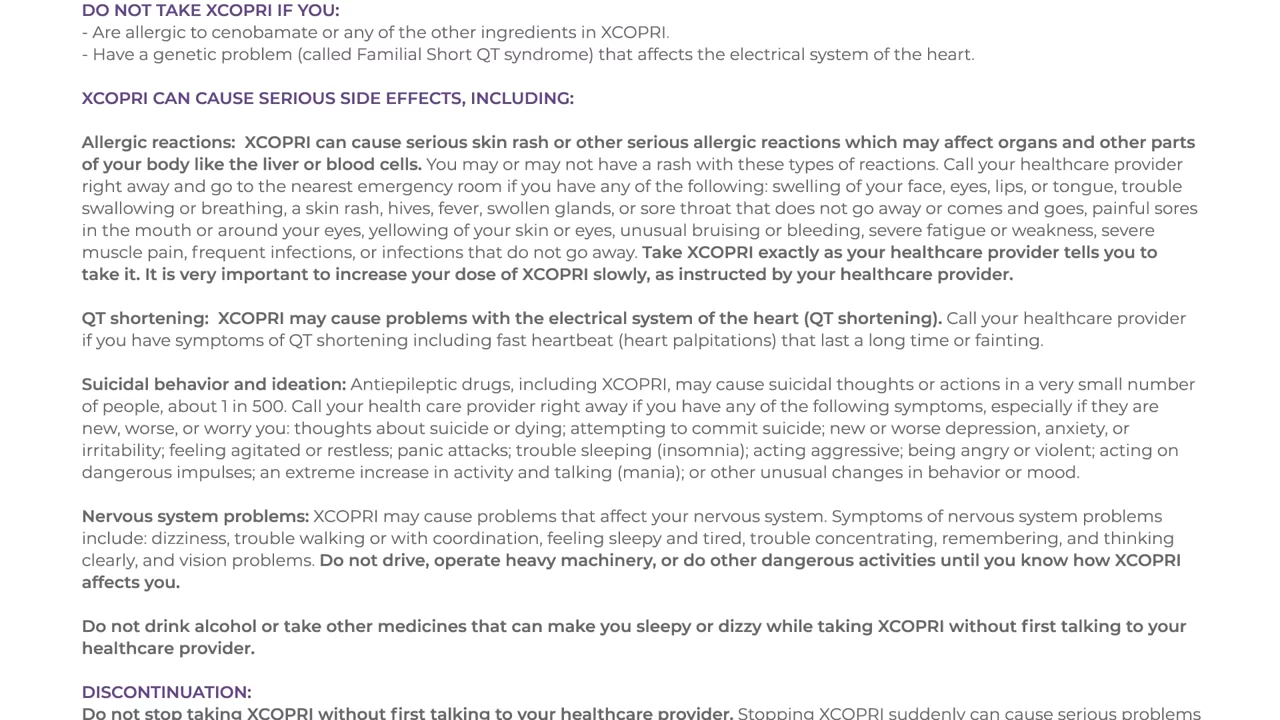 DO NOT TAKE XCOPRI IF YOU:
- Are allergic to cenobamate or any of the other ingredients in XCOPRI.
- Have a genetic problem (called Familial Short QT syndrome) that affects the electrical system of the heart.
XCOPRI CAN CAUSE SERIOUS SIDE EFFECTS, INCLUDING:
Allergic reactions:  XCOPRI can cause serious skin rash or other serious allergic reactions which may affect organs and other parts
of your body like the liver or blood cells. You may or may not have a rash with these types of reactions. Call your healthcare provider
right away and go to the nearest emergency room if you have any of the following: swelling of your face, eyes, lips, or tongue, trouble
swallowing or breathing, a skin rash, hives, fever, swollen glands, or sore throat that does not go away or comes and goes, painful sores
in the mouth or around your eyes, yellowing of your skin or eyes, unusual bruising or bleeding, severe fatigue or weakness, severe
muscle pain, frequent infections, or infections that do not go away. Take XCOPRI exactly as your healthcare provider tells you to
take it. It is very important to increase your dose of XCOPRI slowly, as instructed by your healthcare provider.
QT shortening:  XCOPRI may cause problems with the electrical system of the heart (QT shortening). Call your healthcare provider
if you have symptoms of QT shortening including fast heartbeat (heart palpitations) that last a long time or fainting.
Suicidal behavior and ideation: Antiepileptic drugs, including XCOPRI, may cause suicidal thoughts or actions in a very small number
of people, about 1 in 500. Call your health care provider right away if you have any of the following symptoms, especially if they are
new, worse, or worry you: thoughts about suicide or dying; attempting to commit suicide; new or worse depression, anxiety, or
irritability; feeling agitated or restless; panic attacks; trouble sleeping (insomnia); acting aggressive; being angry or violent; acting on
dangerous impulses; an extreme increase in activity and talking (mania); or other unusual changes in behavior or mood.
Nervous system problems: XCOPRI may cause problems that affect your nervous system. Symptoms of nervous system problems
include: dizziness, trouble walking or with coordination, feeling sleepy and tired, trouble concentrating, remembering, and thinking
clearly, and vision problems. Do not drive, operate heavy machinery, or do other dangerous activities until you know how XCOPRI
affects you.
Do not drink alcohol or take other medicines that can make you sleepy or dizzy while taking XCOPRI without first talking to your
healthcare provider.
DISCONTINUATION:
Do not stop taking XCOPRI without first talking to your healthcare provider. Stopping XCOPRI suddenly can cause serious problems